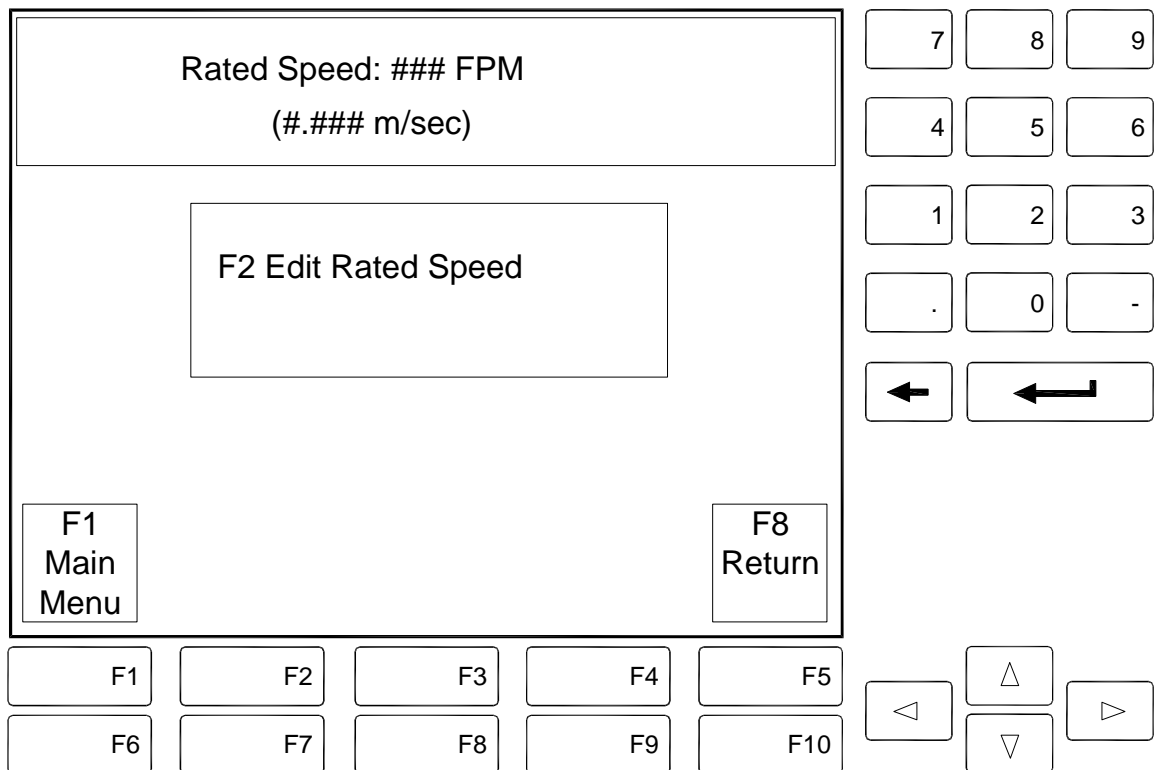 Rated Speed: ### FPM
(#.### m/sec)
F2 Edit Rated Speed
F1
Main
Menu
F8
Return
F1 F2 F3 F4 F5
F6 F7 F8 F9 F10
7 8 9
4 5 6
1 2 3
. 0 -